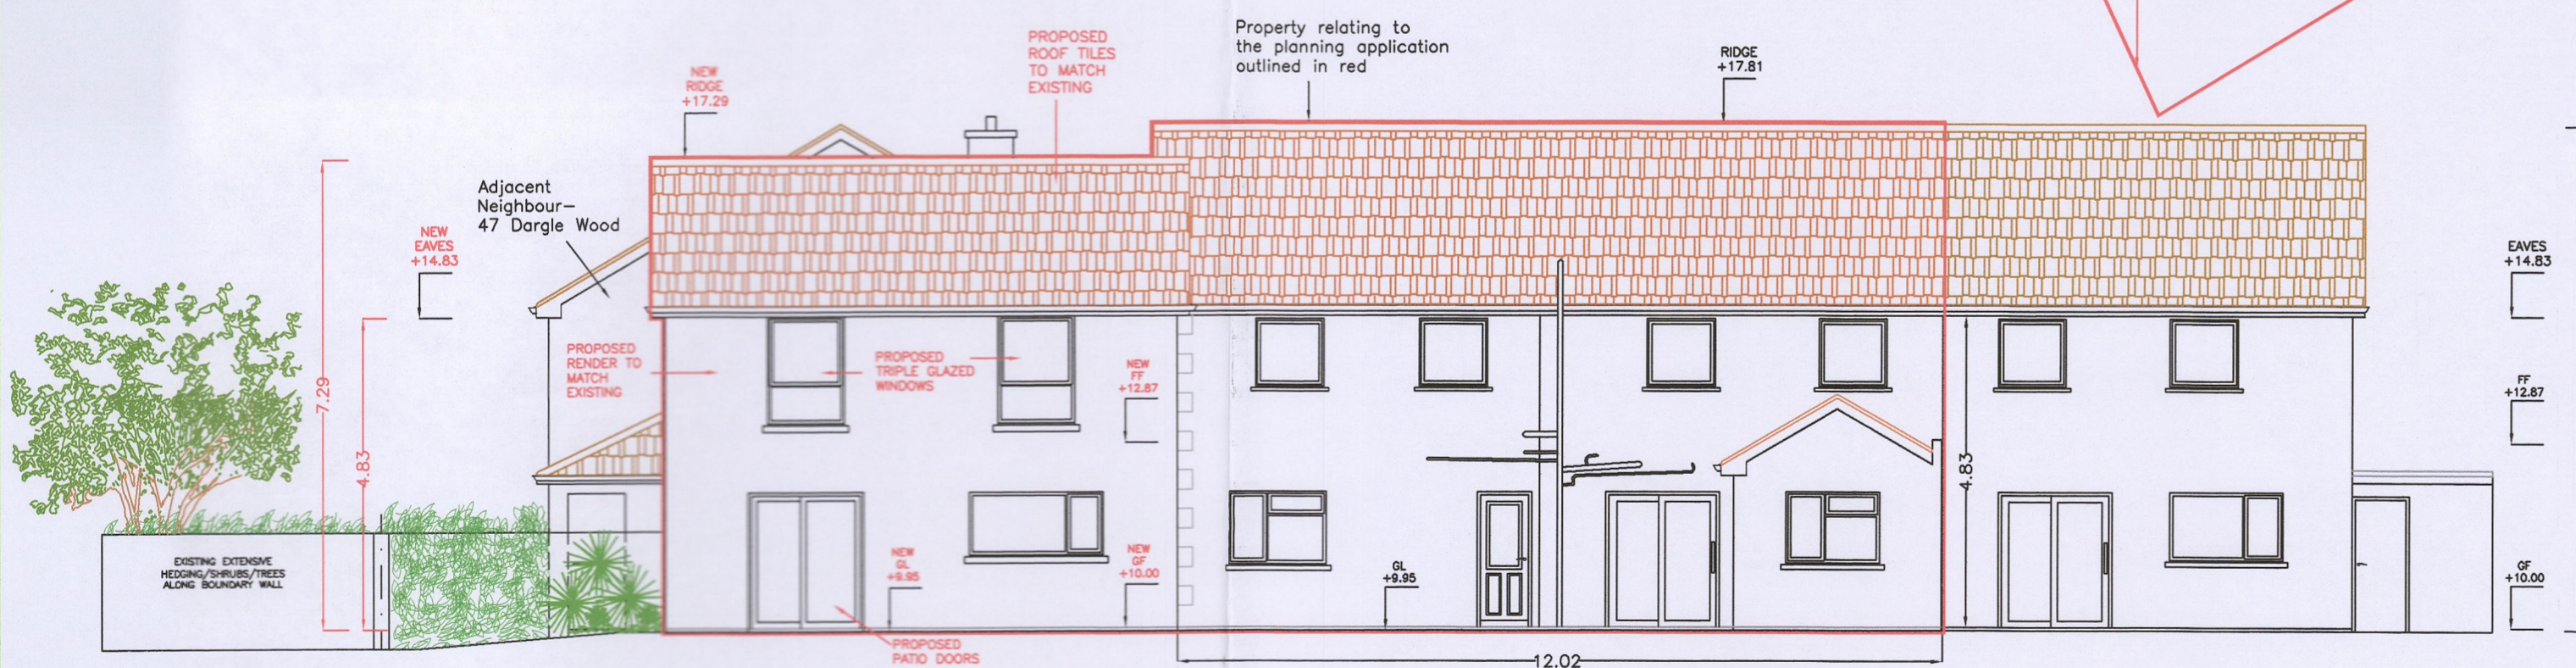 Property relating to
the planning application
outlined in red
PROPOSED
ROOF TILES
TO MATCH
EXISTING
RIDGE
+17.81
NEW
RIDGE
+17.29
Adjacent
Neighbour-
47 Dargle Wood
NEW
EAVES
+14.83
EAVES
+14.83
PROPOSED
RENDER TO
MATCH
EXISTING
PROPOSED
TRIPLE GLAZED
WINDOWS
NEW
FF
+12.87
FF
+12.87
7.29
4.83
4.83
EXISTING EXTENSIVE
HEDGING/SHRUBS/TREES
ALONG BOUNDARY WALL
NEW
GL
+9.95
NEW
GF
+10.00
GL
+9.95
GF
+10.00
PROPOSED
PATIO DOORS
12.02